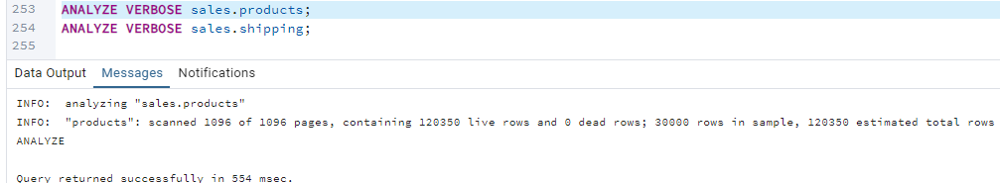 253 ANALYZE VERBOSE sales.products;
254 ANALYZE VERBOSE sales.shipping;
255
Data Output Messages Notifications
INFO:  analyzing "sales.products"
INFO:  "products": scanned 1096 of 1096 pages, containing 120350 live rows and 0 dead rows; 30000 rows in sample, 120350 estimated total rows
ANALYZE
Query returned successfully in 554 msec.